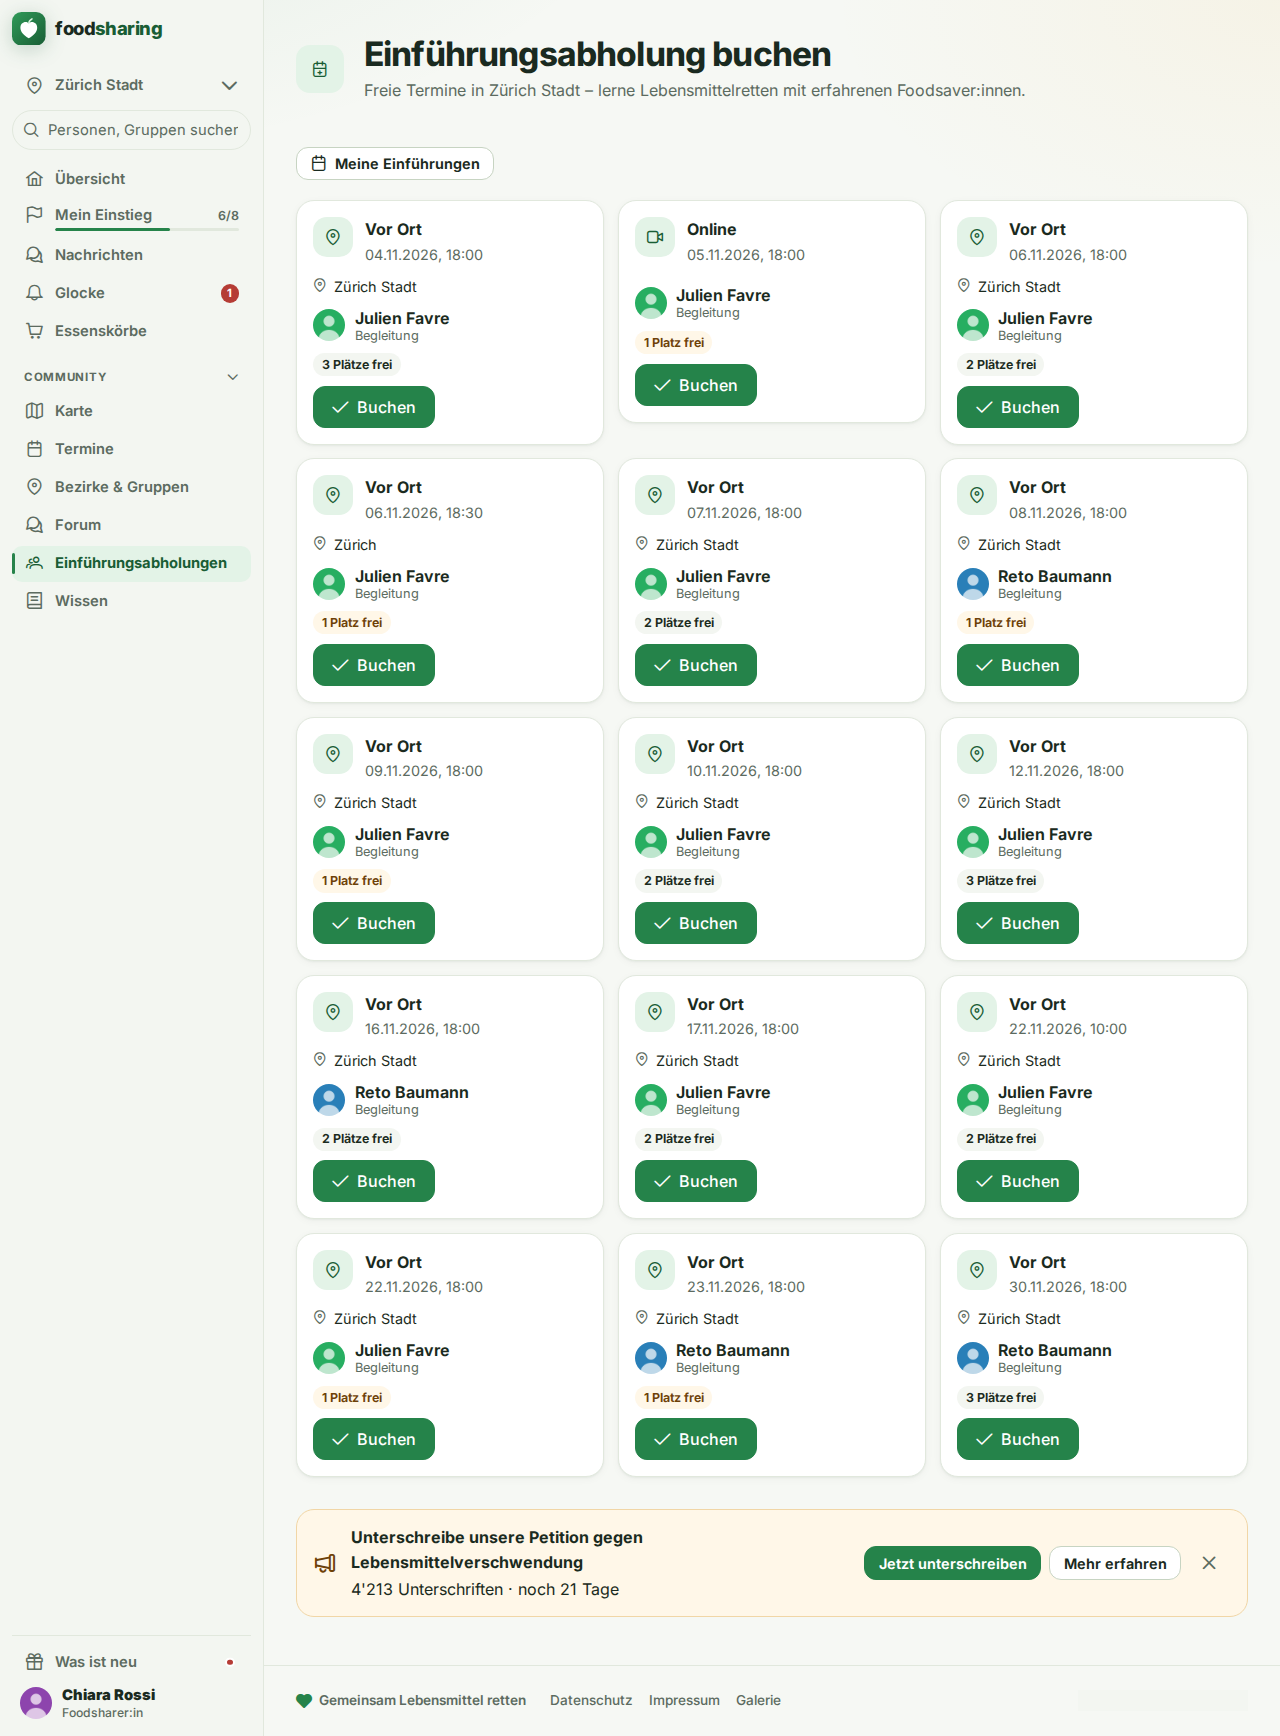 foodsharing
Zürich Stadt
Personen, Gruppen sucher
Übersicht
Mein Einstieg 6/8
Nachrichten
Glocke 1
Essenskörbe
COMMUNITY
Karte
Termine
Bezirke & Gruppen
Forum
Einführungsabholungen
Wissen
Was ist neu
Chiara Rossi
Foodsharer:in
Einführungsabholung buchen
Freie Termine in Zürich Stadt – lerne Lebensmittelretten mit erfahrenen Foodsaver:innen.
Meine Einführungen
Vor Ort
04.11.2026, 18:00
Zürich Stadt
Julien Favre
Begleitung
3 Plätze frei
Buchen
Online
05.11.2026, 18:00
Julien Favre
Begleitung
1 Platz frei
Buchen
Vor Ort
06.11.2026, 18:00
Zürich Stadt
Julien Favre
Begleitung
2 Plätze frei
Buchen
Vor Ort
06.11.2026, 18:30
Zürich
Julien Favre
Begleitung
1 Platz frei
Buchen
Vor Ort
07.11.2026, 18:00
Zürich Stadt
Julien Favre
Begleitung
2 Plätze frei
Buchen
Vor Ort
08.11.2026, 18:00
Zürich Stadt
Reto Baumann
Begleitung
1 Platz frei
Buchen
Vor Ort
09.11.2026, 18:00
Zürich Stadt
Julien Favre
Begleitung
1 Platz frei
Buchen
Vor Ort
10.11.2026, 18:00
Zürich Stadt
Julien Favre
Begleitung
2 Plätze frei
Buchen
Vor Ort
12.11.2026, 18:00
Zürich Stadt
Julien Favre
Begleitung
3 Plätze frei
Buchen
Vor Ort
16.11.2026, 18:00
Zürich Stadt
Reto Baumann
Begleitung
2 Plätze frei
Buchen
Vor Ort
17.11.2026, 18:00
Zürich Stadt
Julien Favre
Begleitung
2 Plätze frei
Buchen
Vor Ort
22.11.2026, 10:00
Zürich Stadt
Julien Favre
Begleitung
2 Plätze frei
Buchen
Vor Ort
22.11.2026, 18:00
Zürich Stadt
Julien Favre
Begleitung
1 Platz frei
Buchen
Vor Ort
23.11.2026, 18:00
Zürich Stadt
Reto Baumann
Begleitung
1 Platz frei
Buchen
Vor Ort
30.11.2026, 18:00
Zürich Stadt
Reto Baumann
Begleitung
3 Plätze frei
Buchen
Unterschreibe unsere Petition gegen
Lebensmittelverschwendung
4'213 Unterschriften · noch 21 Tage
Jetzt unterschreiben
Mehr erfahren
Gemeinsam Lebensmittel retten
Datenschutz
Impressum
Galerie